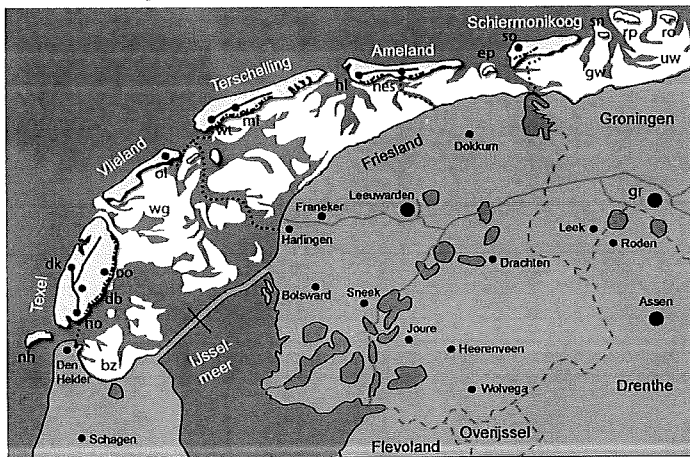 Schiermonikoog
so
sn
rp
ro
Ameland
ep
gw
uw
Terschelling
hl
nes
Groningen
wt
ml
Friesland
Dokkum
Vlieland
ol
Leeuwarden
gr
wg
Franeker
Harlingen
Leek
Roden
dk
po
Drachten
Texel
db
Bolsward
Sneek
Assen
ho
nh
Den
Helder
bz
IJssel-
meer
Joure
Heerenveen
Drenthe
Wolvega
Schagen
Overijssel
Flevoland